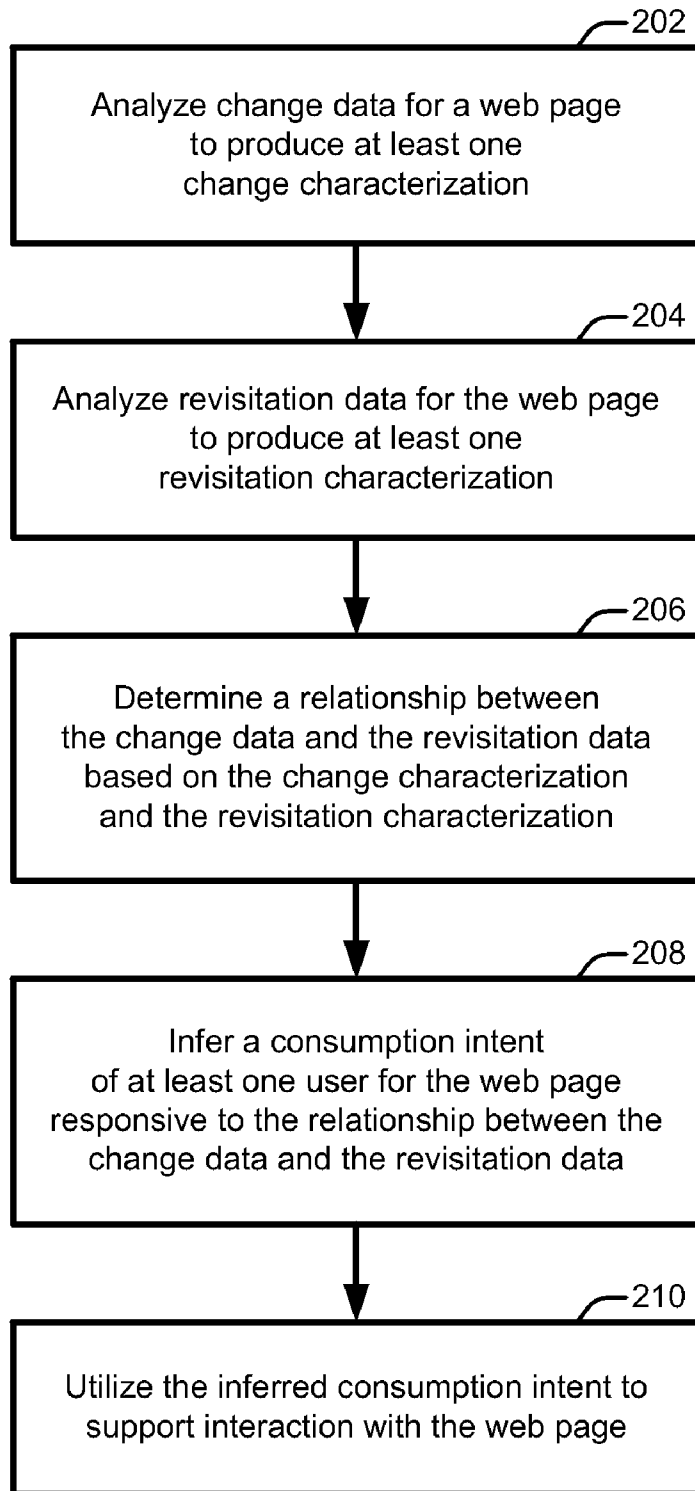 202
Analyze change data for a web page
to produce at least one
change characterization
204
Analyze revisitation data for the web page
to produce at least one
revisitation characterization
206
Determine a relationship between
the change data and the revisitation data
based on the change characterization
and the revisitation characterization
208
Infer a consumption intent
of at least one user for the web page
responsive to the relationship between the
change data and the revisitation data
210
Utilize the inferred consumption intent to
support interaction with the web page